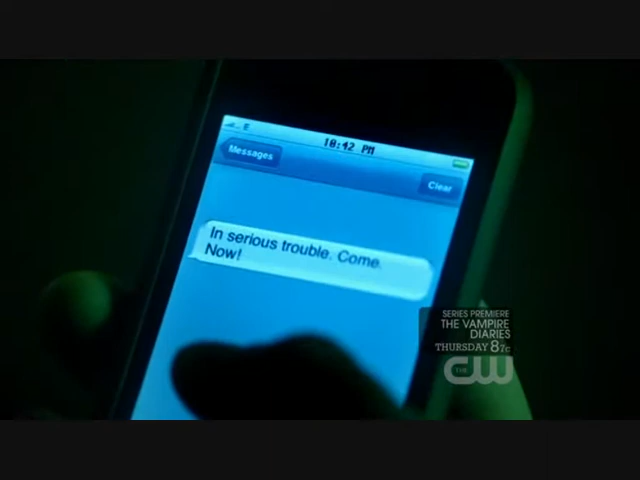 E 10:42 PM
Messages
Clear
In serious trouble. Come.
Now!
SERIES PREMIERE
THE VAMPIRE
DIARIES
THURSDAY 8/7c
THE CW